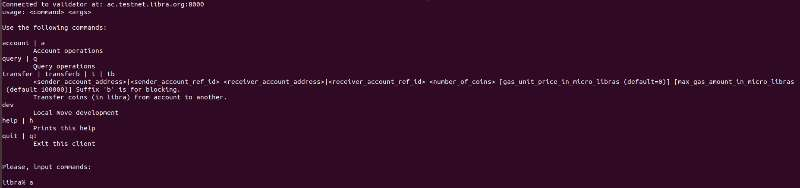 Connected to validator at: ac.testnet.libra.org:8000
usage: <command> <args>
Use the following commands:
account | a
Account operations
query | q
Query operations
transfer | transferb | t | tb
<sender_account_address>|<sender_account_ref_id> <receiver_account_address>|<receiver_account_ref_id> <number_of_coins> [gas_unit_price_in_micro_libras (default=0)] [max_gas_amount_in_micro_libras
(default 100000)] Suffix 'b' is for blocking.
Transfer coins (in libra) from account to another.
dev
Local Move development
help | h
Prints this help
quit | q!
Exit this client
Please, input commands:
libra% a